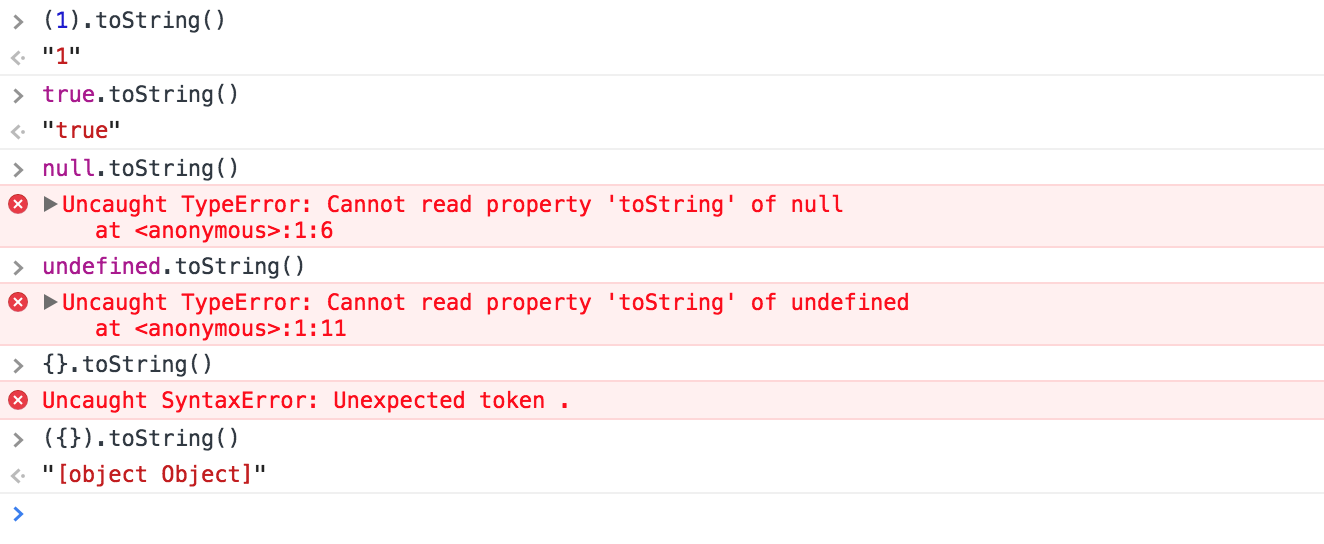 (1).toString()
"1"
true.toString()
"true"
null.toString()
Uncaught TypeError: Cannot read property 'toString' of null
at <anonymous>:1:6
undefined.toString()
Uncaught TypeError: Cannot read property 'toString' of undefined
at <anonymous>:1:11
{}.toString()
Uncaught SyntaxError: Unexpected token .
({}).toString()
"[object Object]"